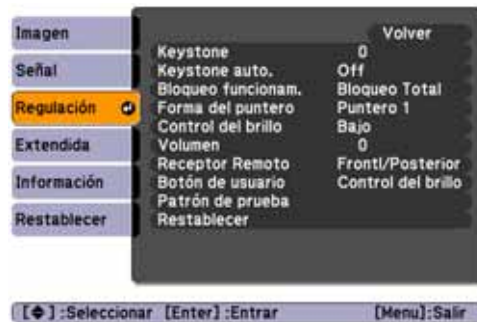 Imagen
Señal
Regulación
Extendida
Información
Restablecer
Volver
Keystone 0
Keystone auto. Off
Bloqueo funcionam. Bloqueo Total
Forma del puntero Puntero 1
Control del brillo Bajo
Volumen 0
Receptor Remoto Frontl/Posterior
Botón de usuario Control del brillo
Patrón de prueba
Restablecer
[◆] :Seleccionar [Enter] :Entrar [Menu]:Salir